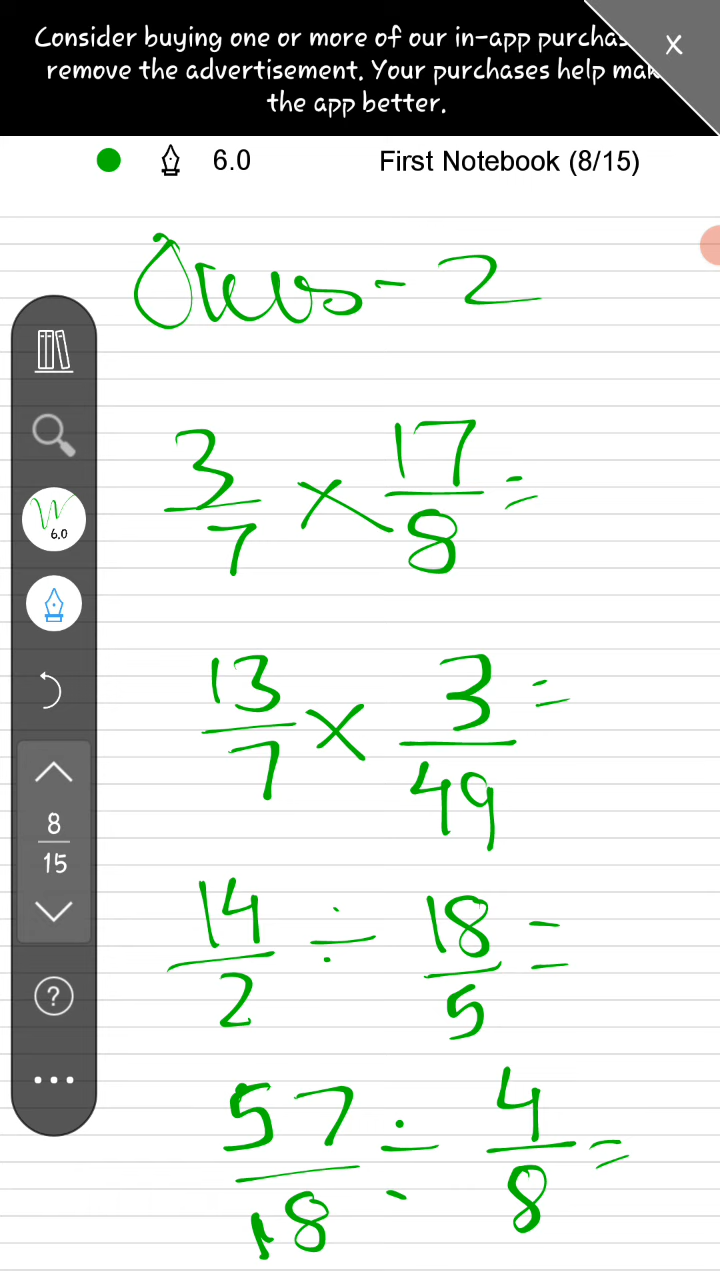 Consider buying one or more of our in-app purchas
remove the advertisement. Your purchases help mak
the app better.
X
6.0 First Notebook (8/15)
- 2
3/7 × 17/8 =
6.0
13/7 × 3/49 =
8
15
14/2 ÷ 18/5 =
?
57/18 ÷ 4/8 =